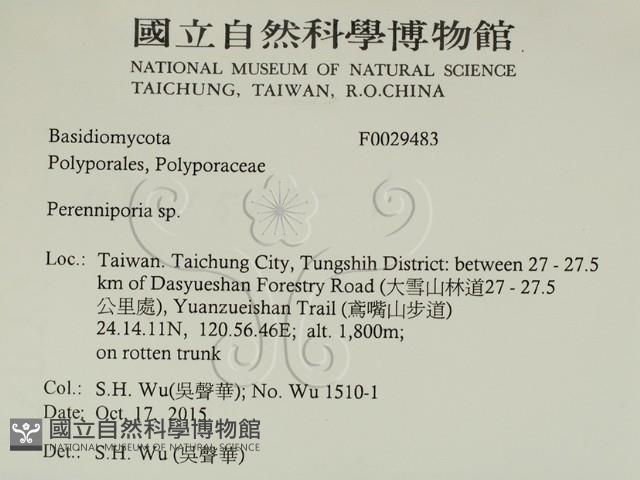 國立自然科學博物館
NATIONAL MUSEUM OF NATURAL SCIENCE
TAICHUNG, TAIWAN, R.O.CHINA
Basidiomycota F0029483
Polyporales, Polyporaceae
Perenniporia sp.
Loc.: Taiwan. Taichung City, Tungshih District: between 27 - 27.5
km of Dasyueshan Forestry Road (大雪山林道27 - 27.5
公里處), Yuanzueishan Trail (鳶嘴山步道)
24.14.11N, 120.56.46E; alt. 1,800m;
on rotten trunk
Col.: S.H. Wu(吳聲華); No. Wu 1510-1
Date: Oct. 17, 2015
國立自然科學博物館
NATIONAL MUSEUM OF NATURAL SCIENCE
Det.: S.H. Wu (吳聲華)